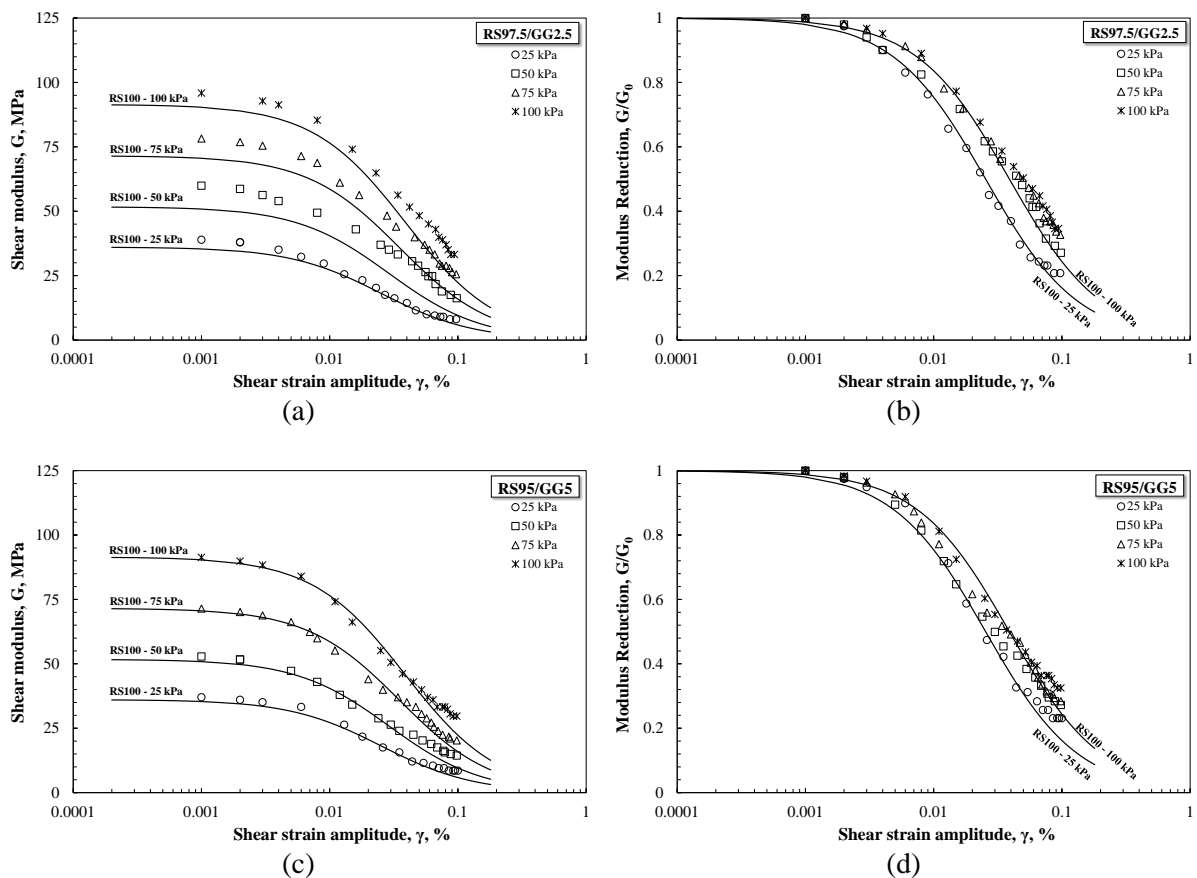 125
100
75
50
25
0
0.0001
0.001
0.01
0.1
1
Shear modulus, G, MPa
Shear strain amplitude, γ, %
RS97.5/GG2.5
25 kPa
50 kPa
75 kPa
100 kPa
RS100 - 100 kPa
RS100 - 75 kPa
RS100 - 50 kPa
RS100 - 25 kPa
(a)
1
0.8
0.6
0.4
0.2
0
0.0001
0.001
0.01
0.1
1
Modulus Reduction, G/G0
Shear strain amplitude, γ, %
RS97.5/GG2.5
25 kPa
50 kPa
75 kPa
100 kPa
RS100 - 100 kPa
RS100 - 25 kPa
(b)
125
100
75
50
25
0
0.0001
0.001
0.01
0.1
1
Shear modulus, G, MPa
Shear strain amplitude, γ, %
RS95/GG5
25 kPa
50 kPa
75 kPa
100 kPa
RS100 - 100 kPa
RS100 - 75 kPa
RS100 - 50 kPa
RS100 - 25 kPa
(c)
1
0.8
0.6
0.4
0.2
0
0.0001
0.001
0.01
0.1
1
Modulus Reduction, G/G0
Shear strain amplitude, γ, %
RS95/GG5
25 kPa
50 kPa
75 kPa
100 kPa
RS100 - 100 kPa
RS100 - 25 kPa
(d)